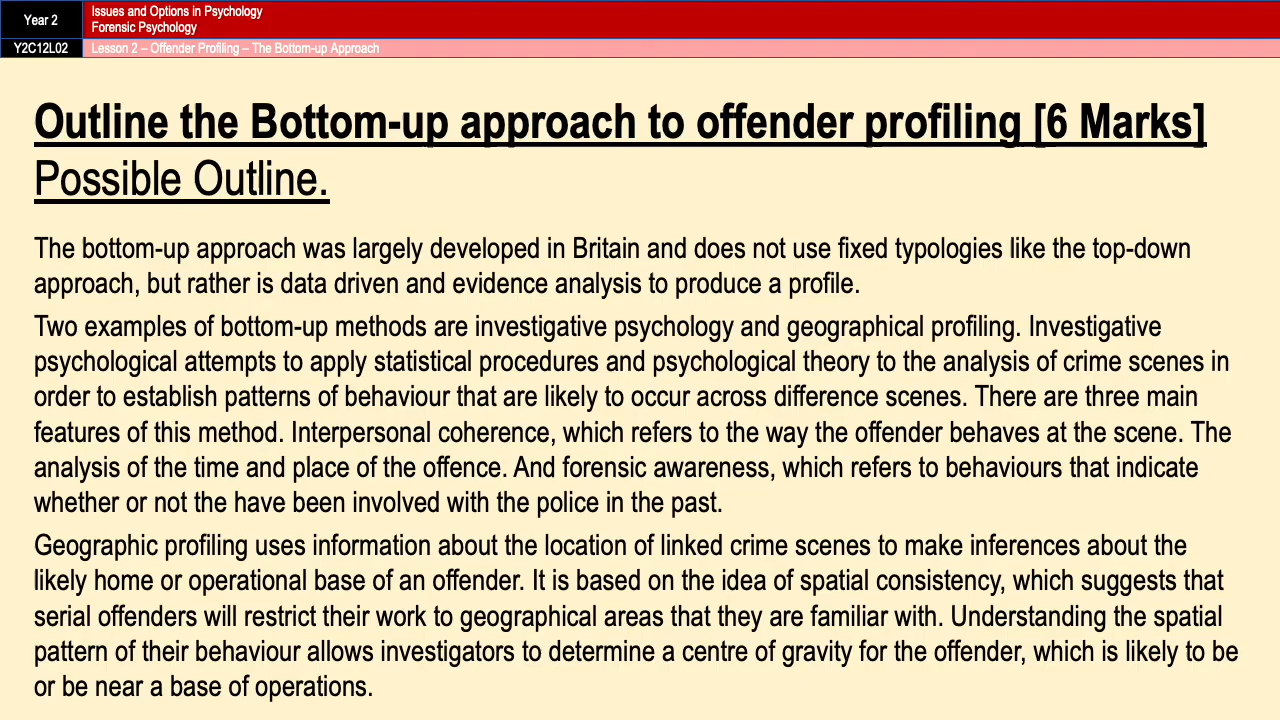 Year 2
Issues and Options in Psychology
Forensic Psychology
Y2C12L02
Lesson 2 – Offender Profiling – The Bottom-up Approach
Outline the Bottom-up approach to offender profiling [6 Marks]
Possible Outline.
The bottom-up approach was largely developed in Britain and does not use fixed typologies like the top-down
approach, but rather is data driven and evidence analysis to produce a profile.
Two examples of bottom-up methods are investigative psychology and geographical profiling. Investigative
psychological attempts to apply statistical procedures and psychological theory to the analysis of crime scenes in
order to establish patterns of behaviour that are likely to occur across difference scenes. There are three main
features of this method. Interpersonal coherence, which refers to the way the offender behaves at the scene. The
analysis of the time and place of the offence. And forensic awareness, which refers to behaviours that indicate
whether or not the have been involved with the police in the past.
Geographic profiling uses information about the location of linked crime scenes to make inferences about the
likely home or operational base of an offender. It is based on the idea of spatial consistency, which suggests that
serial offenders will restrict their work to geographical areas that they are familiar with. Understanding the spatial
pattern of their behaviour allows investigators to determine a centre of gravity for the offender, which is likely to be
or be near a base of operations.